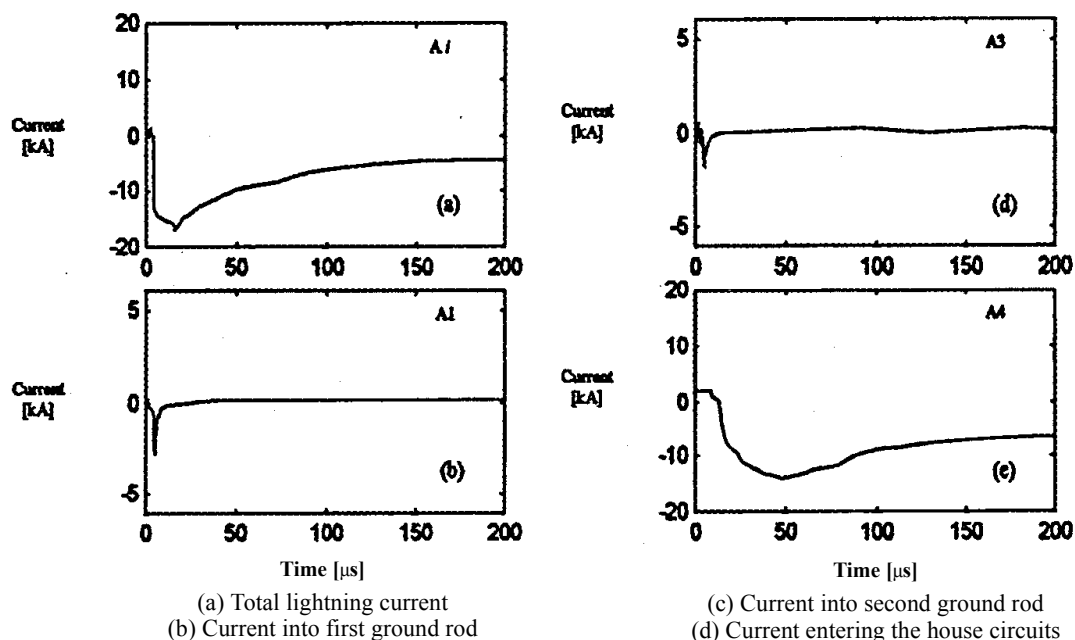 20
10
Current
[kA]
0
-10
-20
Ai
(a)
0 50 100 150 200
5
Current
[kA]
0
-5
A1
(b)
0 50 100 150 200
Time [μs]
5
Current
[kA]
0
-5
A3
(d)
0 50 100 150 200
20
10
Current
[kA]
0
-10
-20
A4
(e)
0 50 100 150 200
Time [μs]
(a) Total lightning current
(b) Current into first ground rod
(c) Current into second ground rod
(d) Current entering the house circuits